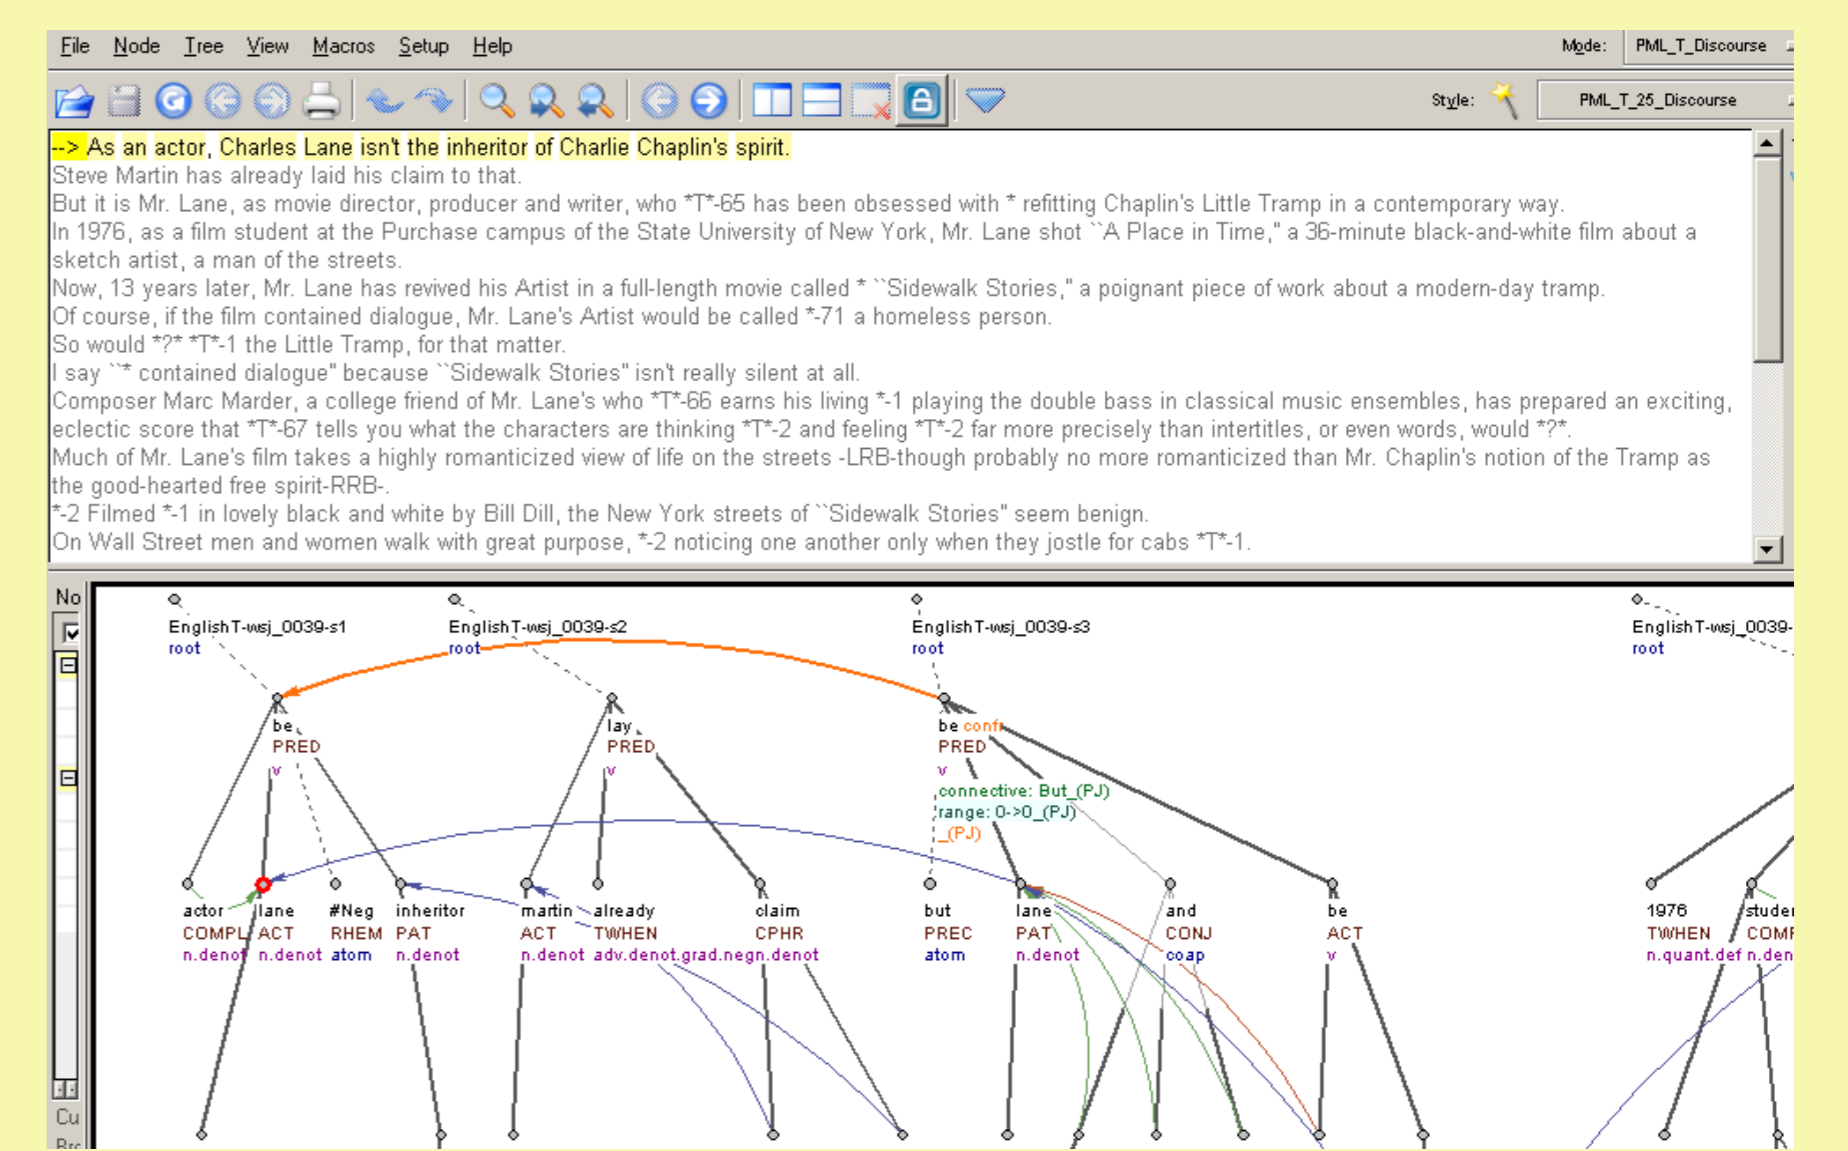 File Node Tree View Macros Setup Help Mode: PML_T_Discourse
Style: PML_T_25_Discourse
--> As an actor, Charles Lane isn't the inheritor of Charlie Chaplin's spirit.
Steve Martin has already laid his claim to that.
But it is Mr. Lane, as movie director, producer and writer, who *T*-65 has been obsessed with * refitting Chaplin's Little Tramp in a contemporary way.
In 1976, as a film student at the Purchase campus of the State University of New York, Mr. Lane shot ``A Place in Time,'' a 36-minute black-and-white film about a
sketch artist, a man of the streets.
Now, 13 years later, Mr. Lane has revived his Artist in a full-length movie called * ``Sidewalk Stories,'' a poignant piece of work about a modern-day tramp.
Of course, if the film contained dialogue, Mr. Lane's Artist would be called *-71 a homeless person.
So would *?* *T*-1 the Little Tramp, for that matter.
I say ``* contained dialogue'' because ``Sidewalk Stories'' isn't really silent at all.
Composer Marc Marder, a college friend of Mr. Lane's who *T*-66 earns his living *-1 playing the double bass in classical music ensembles, has prepared an exciting,
eclectic score that *T*-67 tells you what the characters are thinking *T*-2 and feeling *T*-2 far more precisely than intertitles, or even words, would *?*.
Much of Mr. Lane's film takes a highly romanticized view of life on the streets -LRB-though probably no more romanticized than Mr. Chaplin's notion of the Tramp as
the good-hearted free spirit-RRB-.
*-2 Filmed *-1 in lovely black and white by Bill Dill, the New York streets of ``Sidewalk Stories'' seem benign.
On Wall Street men and women walk with great purpose, *-2 noticing one another only when they jostle for cabs *T*-1.
No
EnglishT-wsj_0039-s1 EnglishT-wsj_0039-s2 EnglishT-wsj_0039-s3 EnglishT-wsj_0039-
root root root root
be lay be confr
PRED PRED PRED
v v v
connective: But_(PJ)
range: 0->0_(PJ)
_(PJ)
actor lane #Neg inheritor martin already claim but lane and be 1976 studen
COMPL ACT RHEM PAT ACT TWHEN CPHR PREC PAT CONJ ACT TWHEN COMP
n.denot n.denot atom n.denot n.denot adv.denot.grad.neg n.denot atom n.denot coap v n.quant.def n.den
Cu